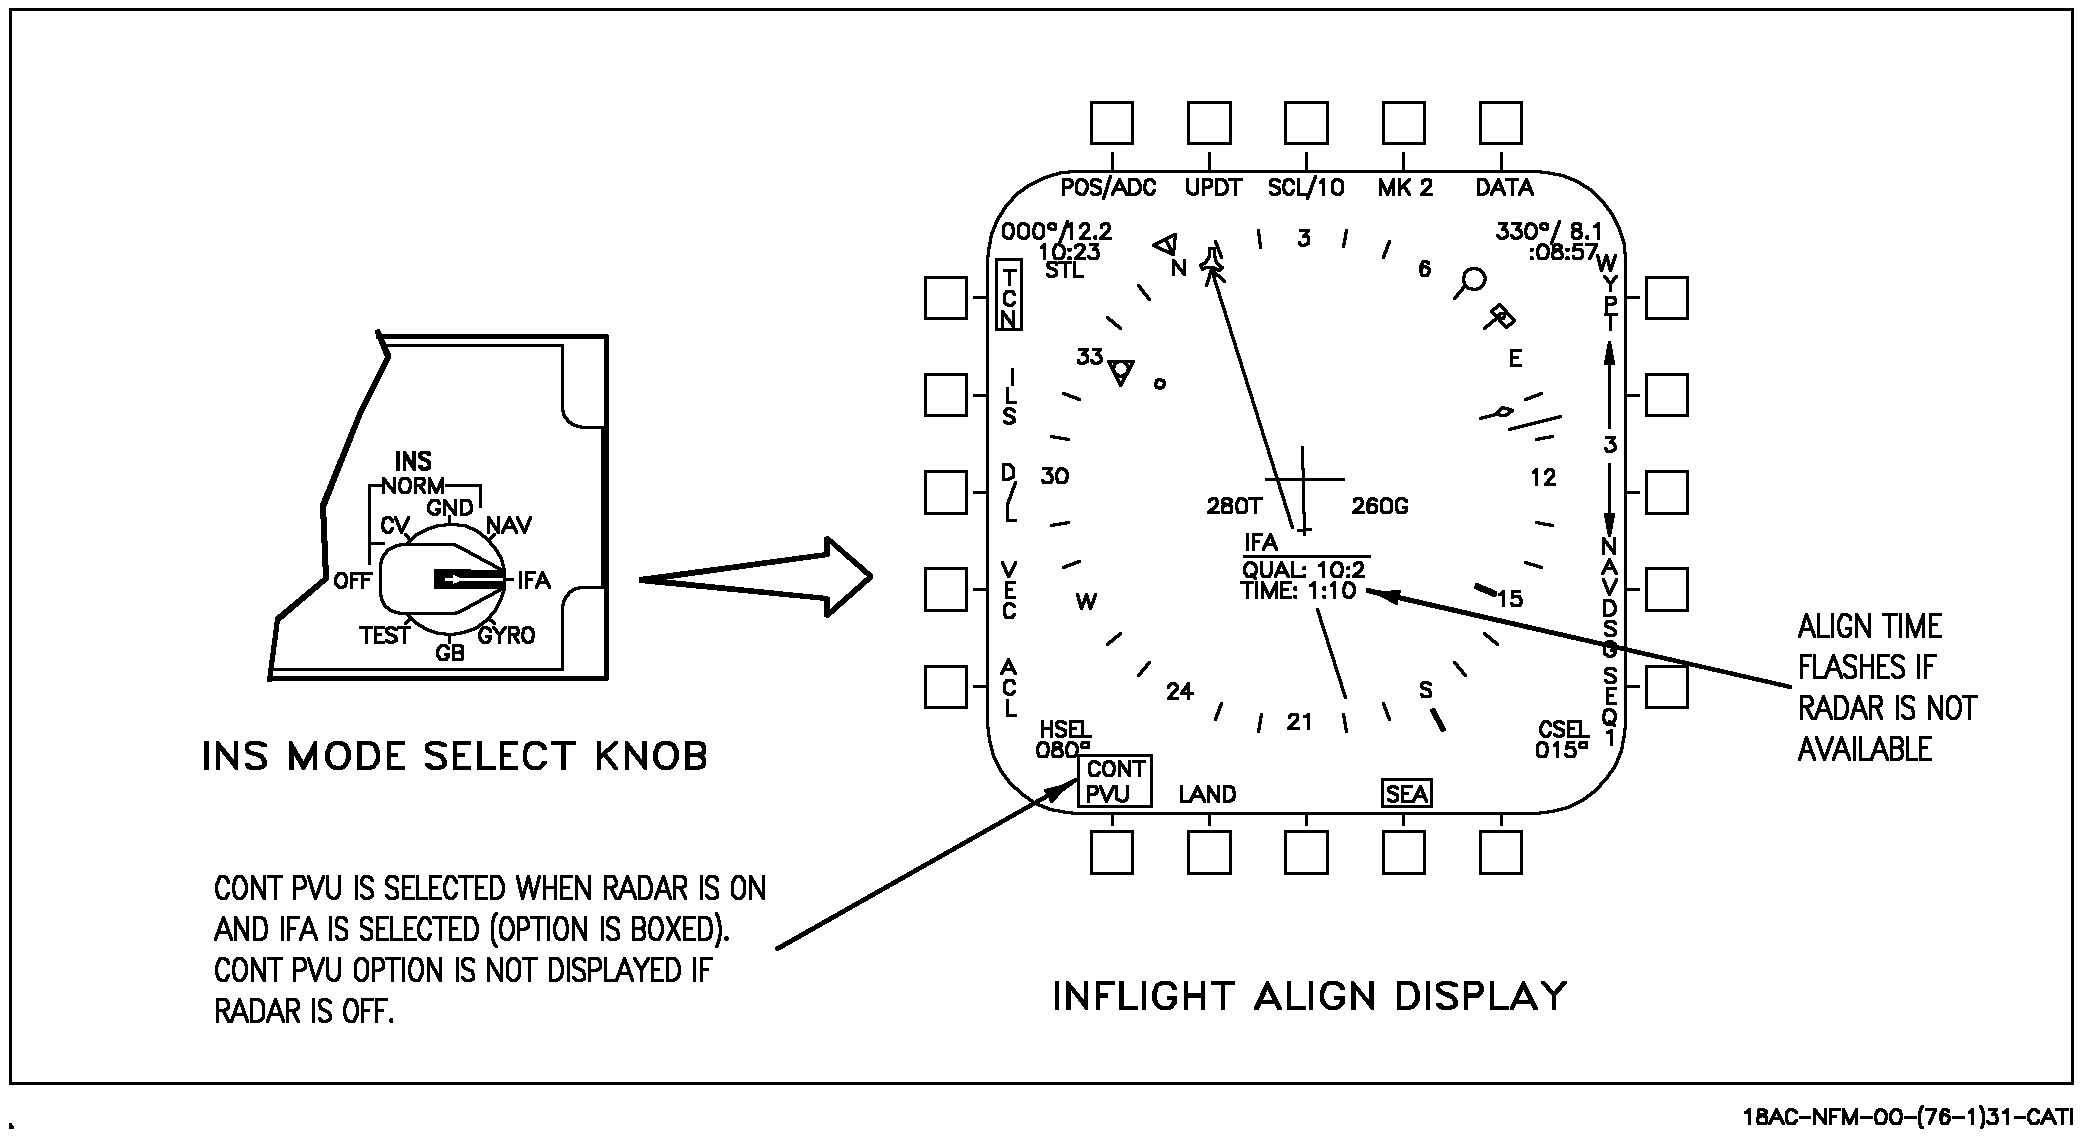 INS
NORM
GND
CV
NAV
OFF
IFA
TEST
GYRO
GB
INS MODE SELECT KNOB
POS/ADC UPDT SCL/10 MK 2 DATA
000°/12.2
10:23
STL
330°/ 8.1
:08:57
TCN
ILS
D/L
VEC
ACL
WYPT
3
NAVDSG
SEQ1
N
3
6
E
12
15
S
21
24
W
30
33
280T
260G
IFA
QUAL: 10:2
TIME: 1:10
HSEL
080°
CSEL
015°
CONT
PVU
LAND
SEA
ALIGN TIME
FLASHES IF
RADAR IS NOT
AVAILABLE
CONT PVU IS SELECTED WHEN RADAR IS ON
AND IFA IS SELECTED (OPTION IS BOXED).
CONT PVU OPTION IS NOT DISPLAYED IF
RADAR IS OFF.
INFLIGHT ALIGN DISPLAY
18AC-NFM-00-(76-1)31-CATI